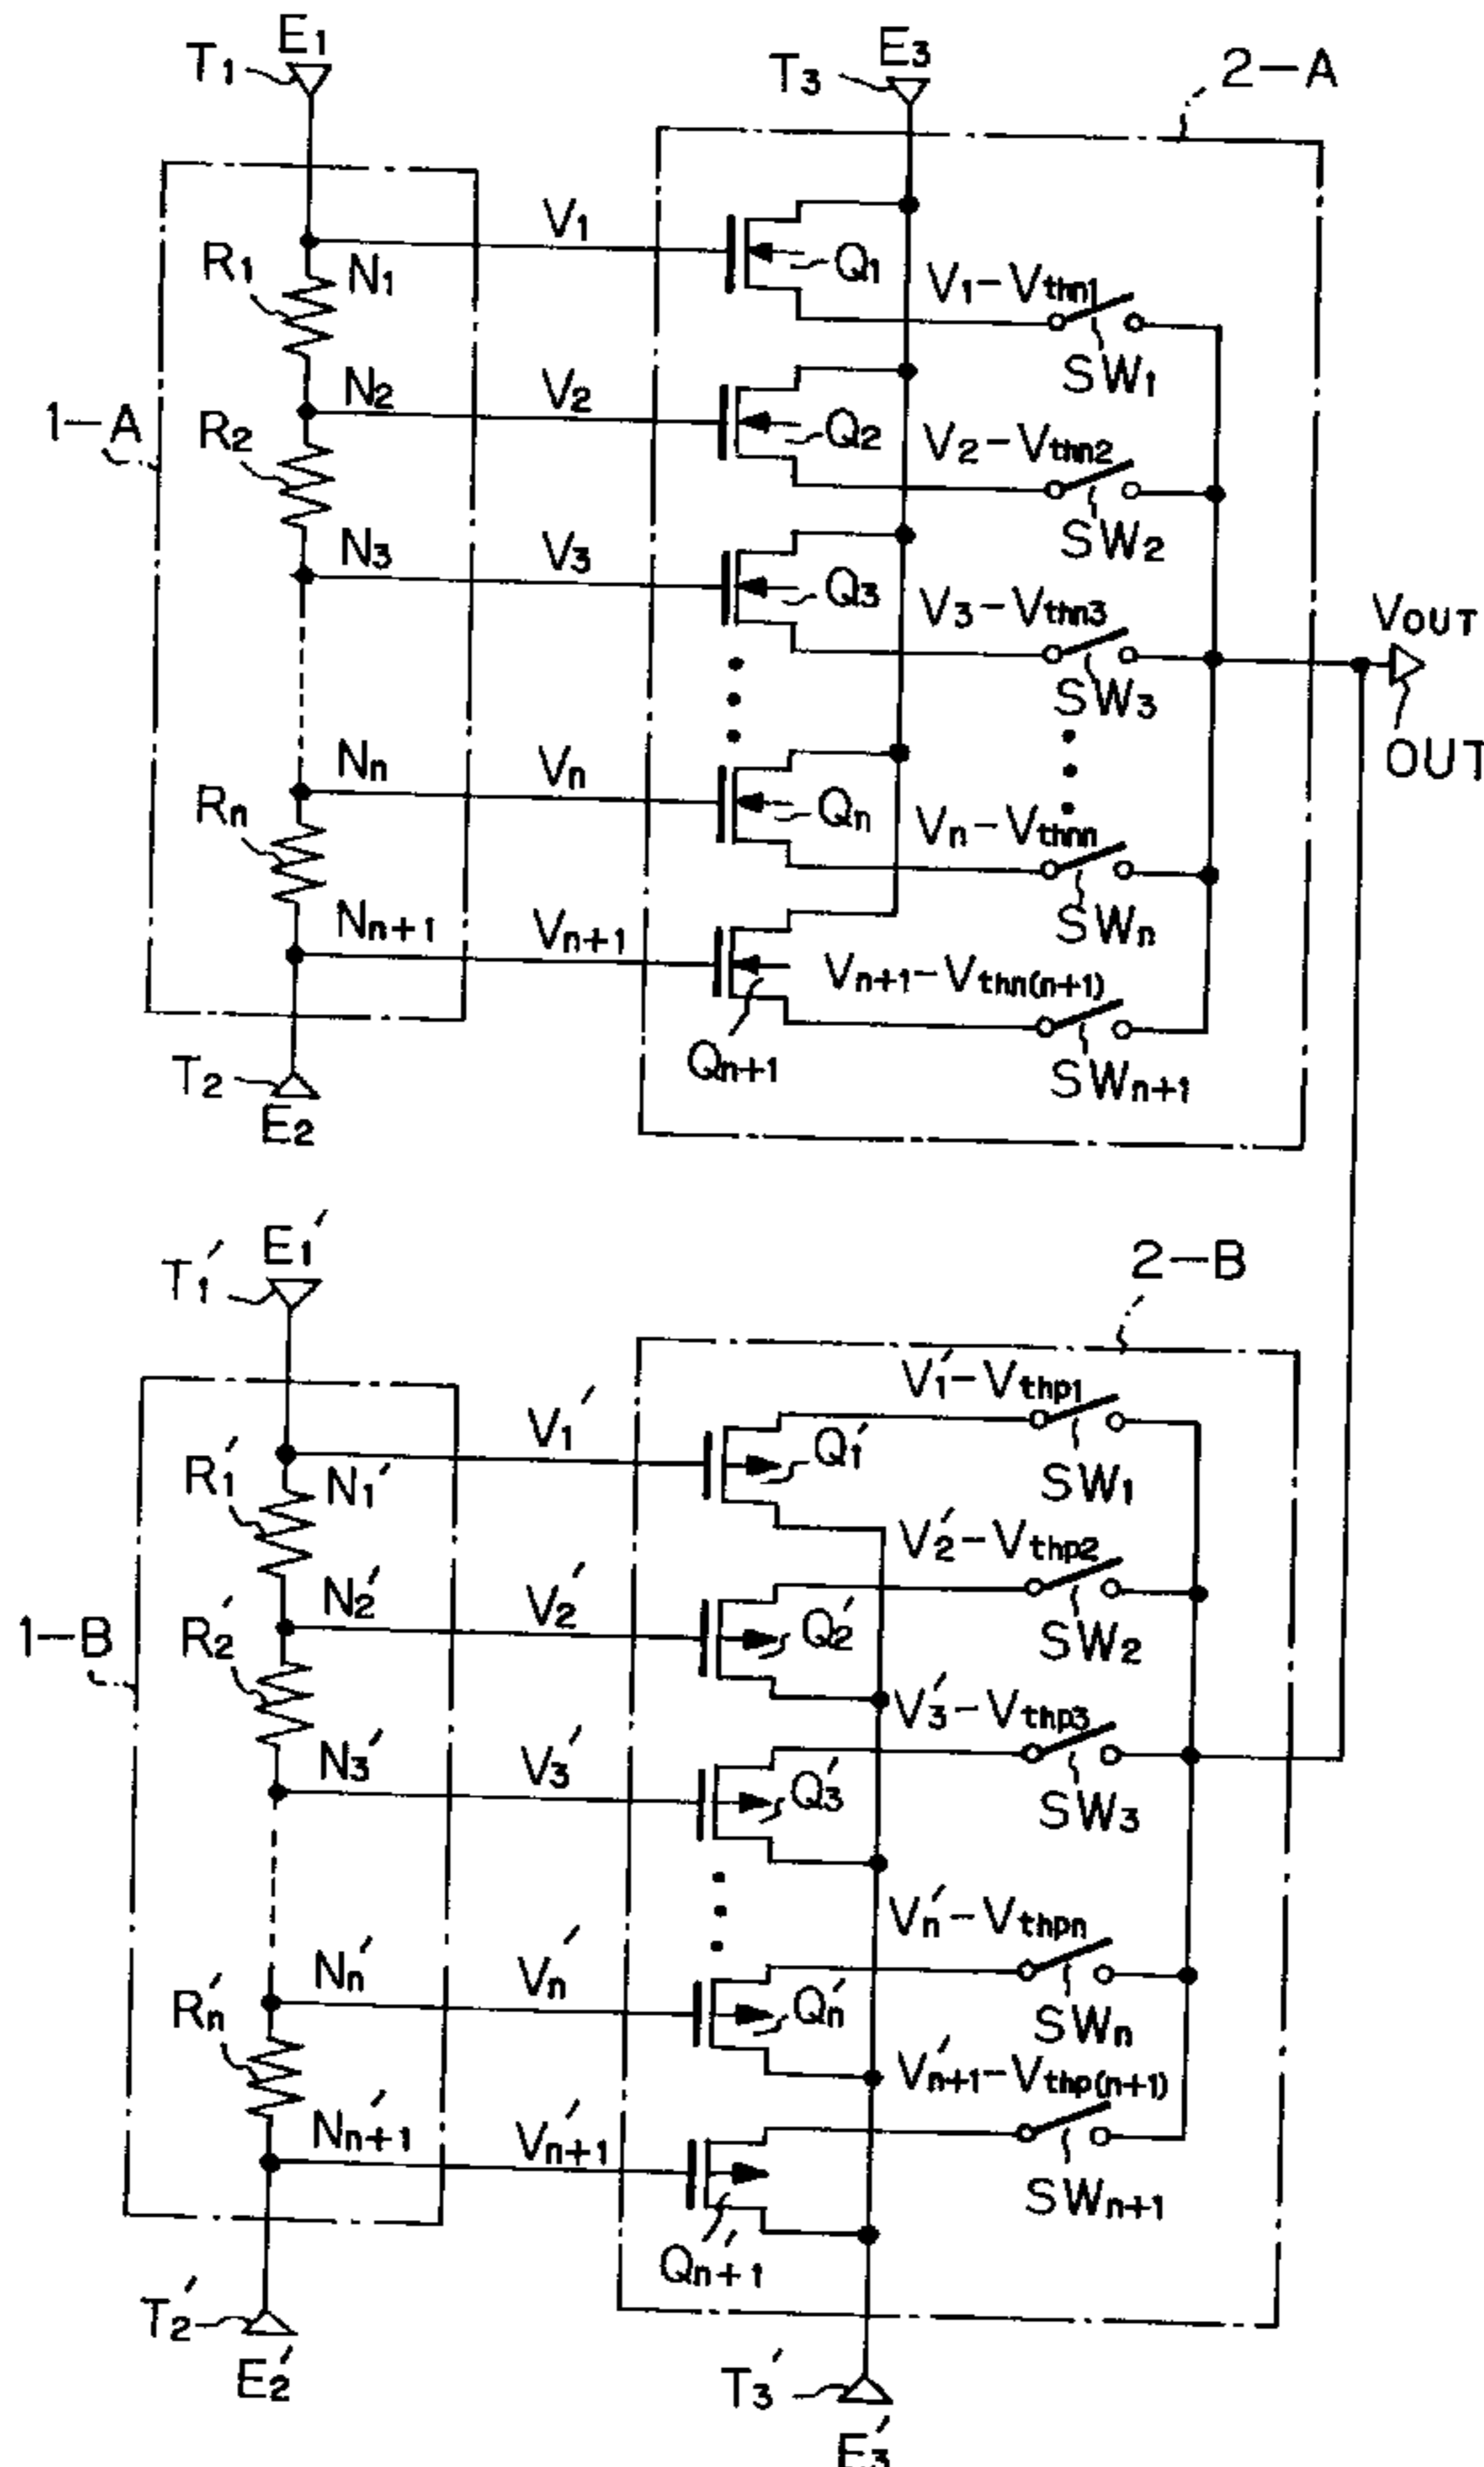 E1
T1
E3
T3
2-A
V1
R1
N1
Q1
V1-Vthn1
SW1
N2
V2
1-A
R2
Q2
V2-Vthn2
SW2
N3
V3
Q3
V3-Vthn3
VOUT
SW3
OUT
Nn
Vn
Rn
Qn
Vn-Vthnn
SWn
Nn+1
Vn+1
Vn+1-Vthn(n+1)
Qn+1
SWn+1
T2
E2
E1'
T1'
2-B
V1'-Vthp1
V1'
Q1'
R1'
N1'
SW1
V2'-Vthp2
N2'
V2'
1-B
R2'
Q2'
SW2
V3'-Vthp3
N3'
V3'
Q3'
SW3
Vn'-Vthpn
Nn'
Vn'
Rn'
Qn'
SWn
Vn'+1-Vthp(n+1)
Nn'+1
Vn'+1
SWn+1
Qn'+1
T2'
E2'
T3'
E3'